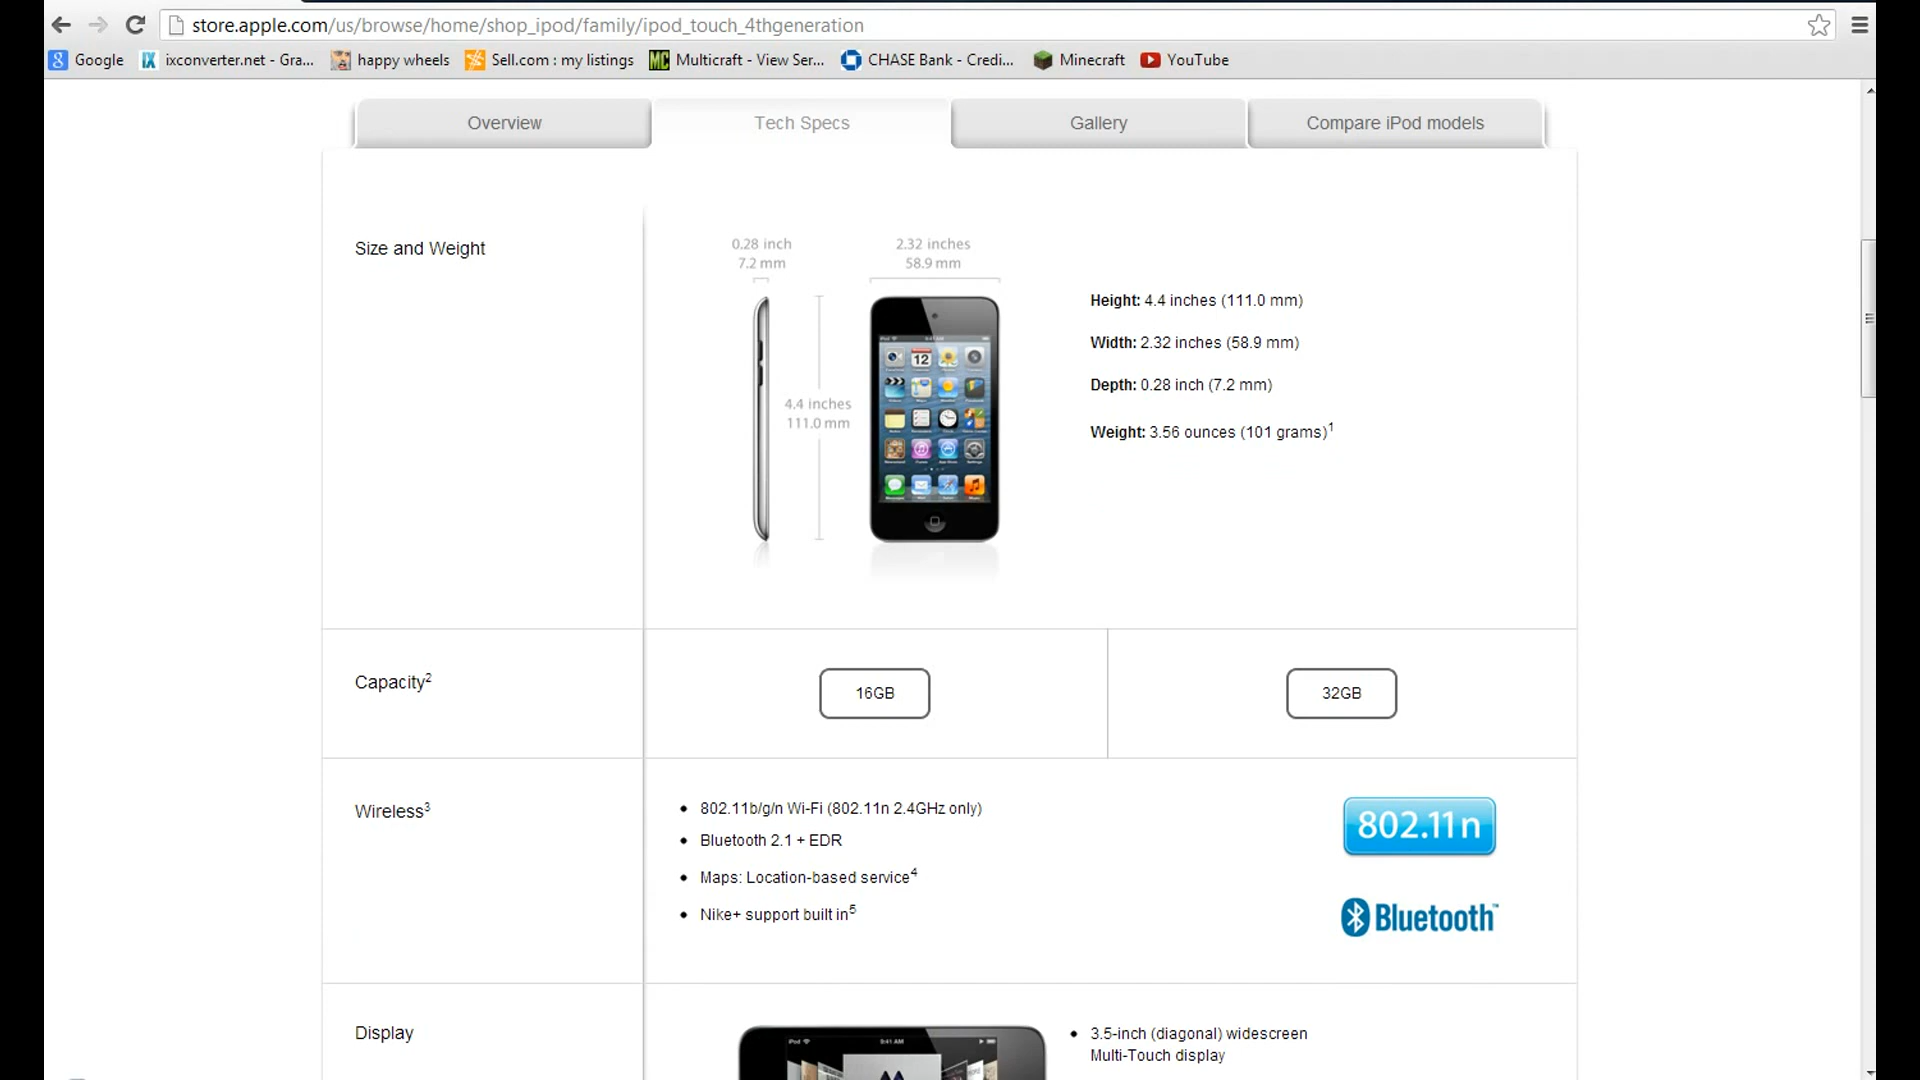 store.apple.com/us/browse/home/shop_ipod/family/ipod_touch_4thgeneration
Google ixconverter.net - Gra... happy wheels Sell.com : my listings MC Multicraft - View Ser... CHASE Bank - Credi... Minecraft YouTube
Overview Tech Specs Gallery Compare iPod models
Size and Weight
0.28 inch
7.2 mm
2.32 inches
58.9 mm
4.4 inches
111.0 mm
Height: 4.4 inches (111.0 mm)
Width: 2.32 inches (58.9 mm)
Depth: 0.28 inch (7.2 mm)
Weight: 3.56 ounces (101 grams)1
Capacity2
16GB 32GB
Wireless3
802.11b/g/n Wi-Fi (802.11n 2.4GHz only)
Bluetooth 2.1 + EDR
Maps: Location-based service4
Nike+ support built in5
802.11n
Bluetooth™
Display
iPod 9:41 AM
3.5-inch (diagonal) widescreen
Multi-Touch display